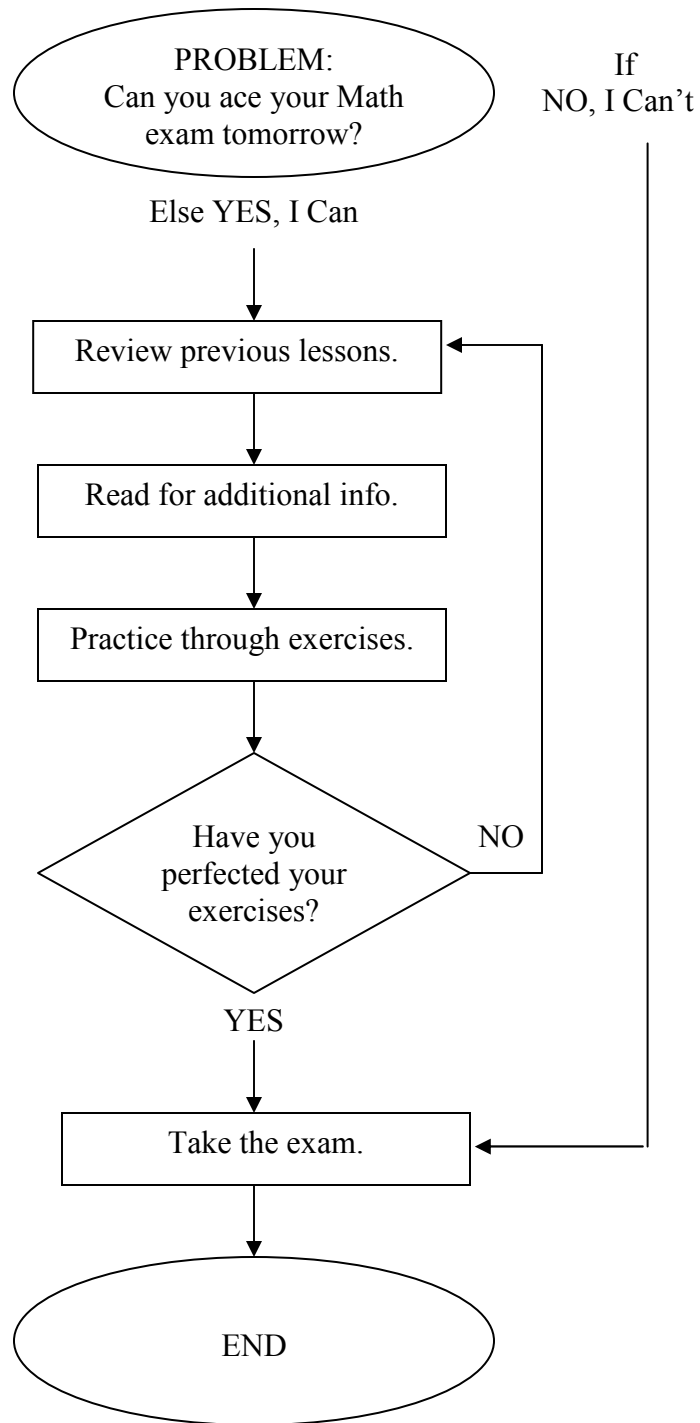 PROBLEM:
Can you ace your Math
exam tomorrow?
If
NO, I Can’t
Else YES, I Can
Review previous lessons.
Read for additional info.
Practice through exercises.
Have you
perfected your
exercises?
NO
YES
Take the exam.
END